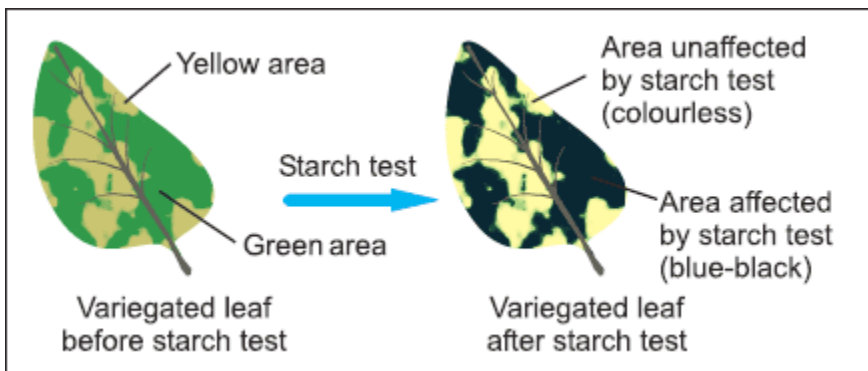 Yellow area
Green area
Variegated leaf
before starch test
Starch test
Area unaffected
by starch test
(colourless)
Area affected
by starch test
(blue-black)
Variegated leaf
after starch test